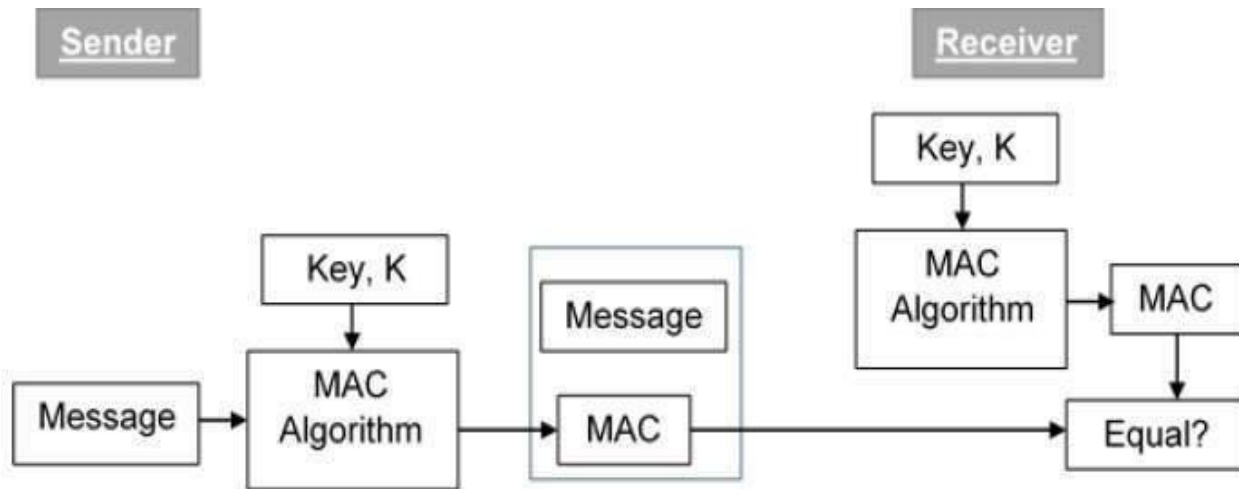 Sender
Receiver
Key, K
MAC
Algorithm
MAC
Key, K
Message
MAC
Algorithm
Message
MAC
Equal?